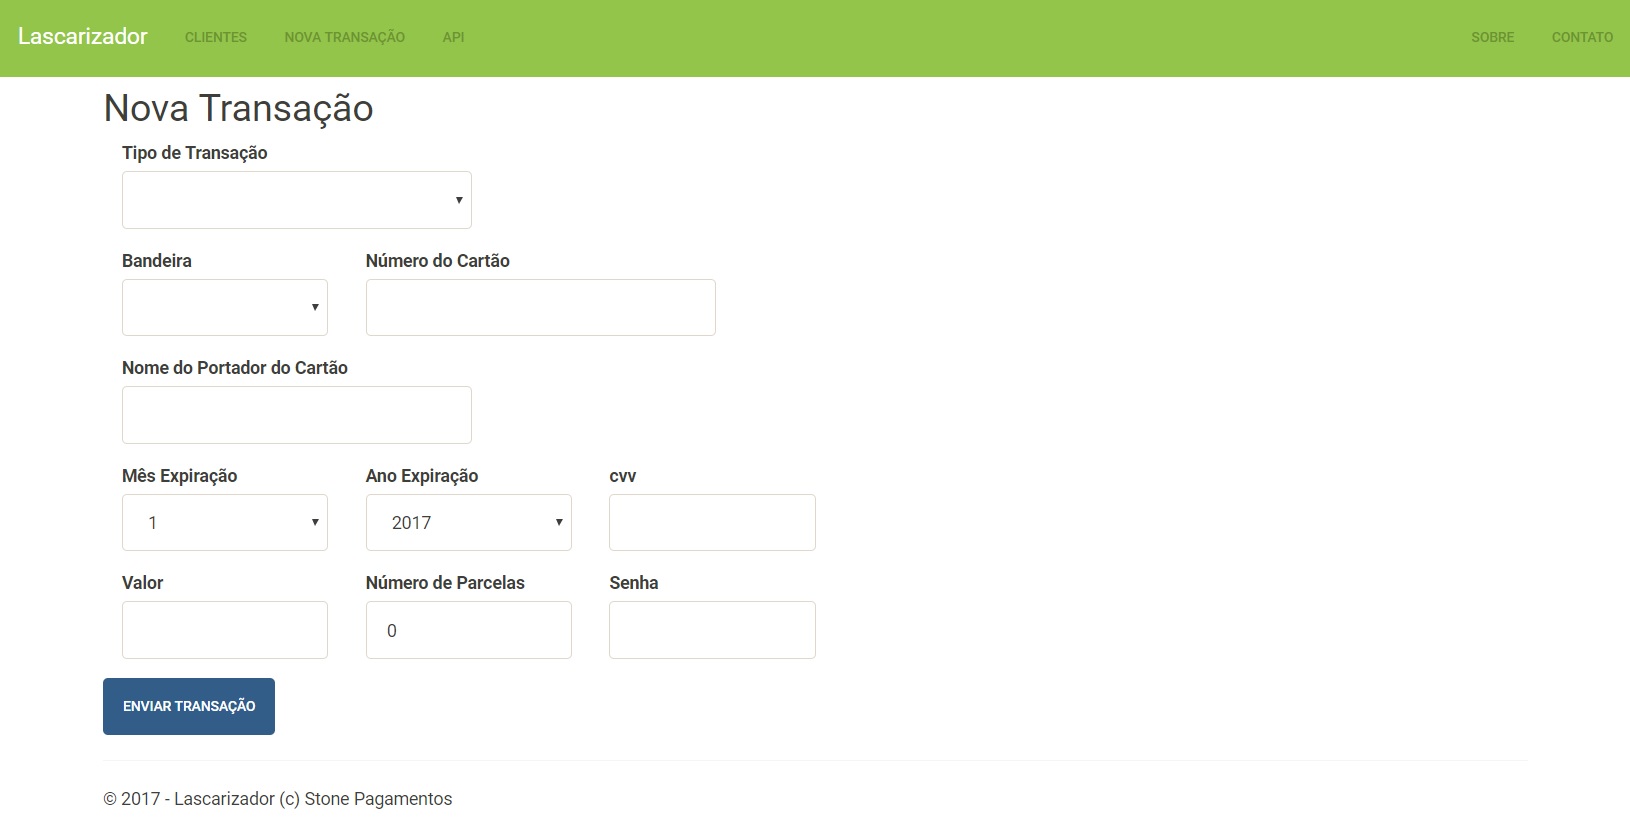 Lascarizador CLIENTES NOVA TRANSAÇÃO API SOBRE CONTATO
Nova Transação
Tipo de Transação
Bandeira Número do Cartão
Nome do Portador do Cartão
Mês Expiração Ano Expiração cvv
1 2017
Valor Número de Parcelas Senha
0
ENVIAR TRANSAÇÃO
© 2017 - Lascarizador (c) Stone Pagamentos